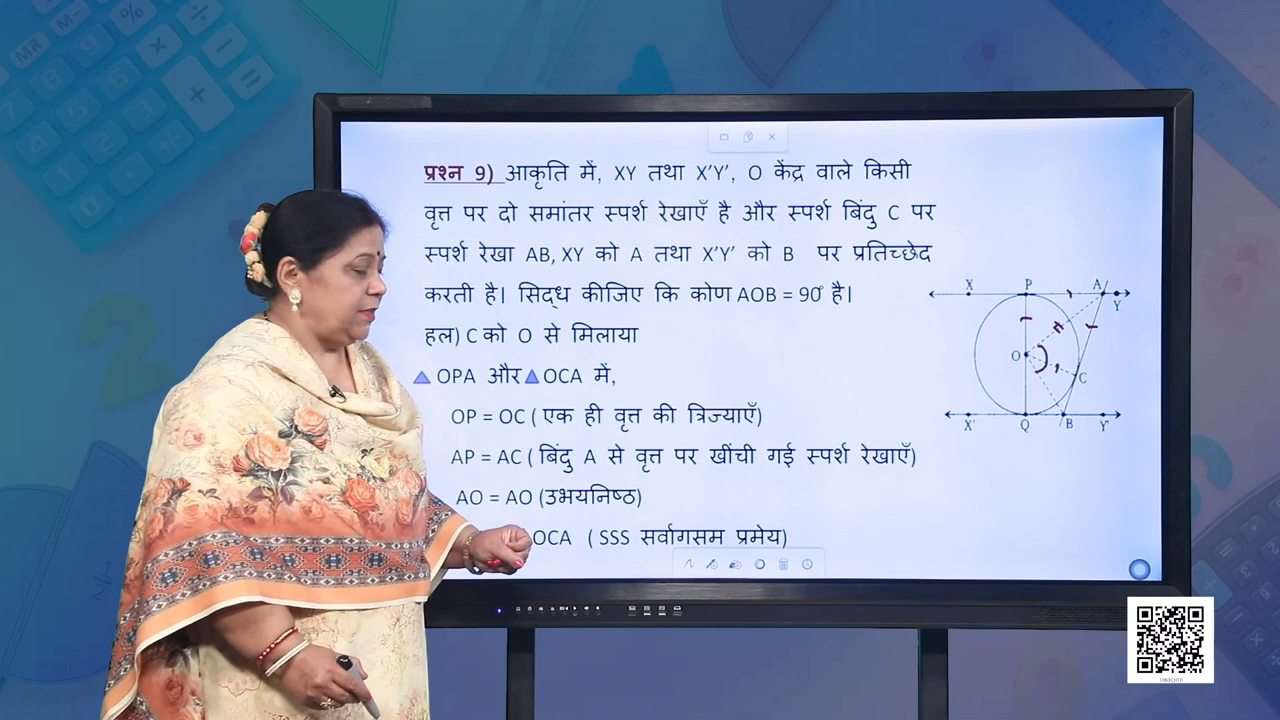 प्रश्न 9) आकृति में, XY तथा X'Y', O केंद्र वाले किसी
वृत्त पर दो समांतर स्पर्श रेखाएँ है और स्पर्श बिंदु C पर
स्पर्श रेखा AB, XY को A तथा X'Y' को B पर प्रतिच्छेद
करती है। सिद्ध कीजिए कि कोण AOB = 90° है।
हल) C को O से मिलाया
▲ OPA और ▲ OCA में,
OP = OC ( एक ही वृत्त की त्रिज्याएँ)
AP = AC ( बिंदु A से वृत्त पर खींची गई स्पर्श रेखाएँ)
AO = AO (उभयनिष्ठ)
OCA ( SSS सर्वागसम प्रमेय)
X P A Y
O
C
X' Q B Y'
1063CH10
MR M- %